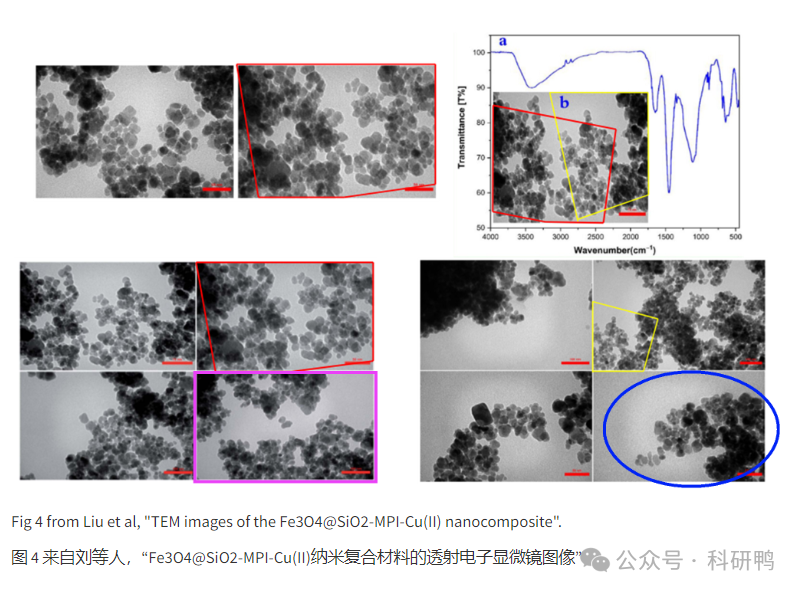 a
b
100
90
80
70
60
50
Transmittance [T%]
4000 3500 3000 2500 2000 1500 1000 500
Wavenumber(cm⁻¹)
Fig 4 from Liu et al, "TEM images of the Fe3O4@SiO2-MPI-Cu(II) nanocomposite".
图 4 来自刘等人，“Fe3O4@SiO2-MPI-Cu(II)纳米复合材料的透射电子显微镜图像”
公众号 · 科研鸭